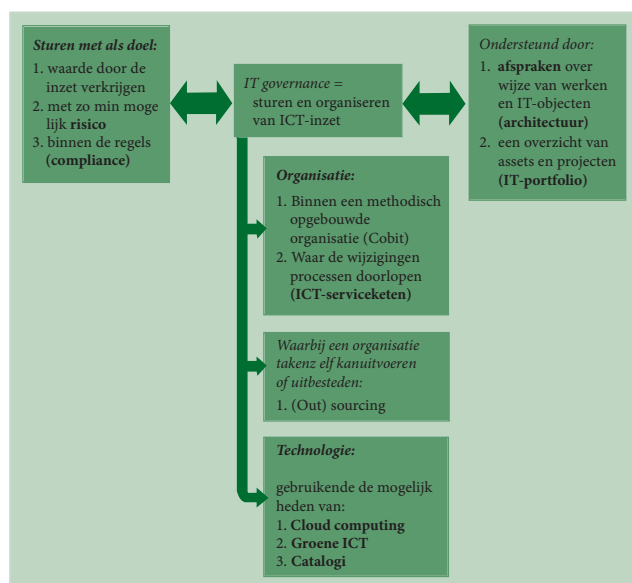 Sturen met als doel:
1. waarde door de
inzet verkrijgen
2. met zo min moge
lijk risico
3. binnen de regels
(compliance)
IT governance =
sturen en organiseren
van ICT-inzet
Ondersteund door:
1. afspraken over
wijze van werken
en IT-objecten
(architectuur)
2. een overzicht van
assets en projecten
(IT-portfolio)
Organisatie:
1. Binnen een methodisch
opgebouwde
organisatie (Cobit)
2. Waar de wijzigingen
processen doorlopen
(ICT-serviceketen)
Waarbij een organisatie
takenz elf kanuitvoeren
of uitbesteden:
1. (Out) sourcing
Technologie:
gebruikende de mogelijk
heden van:
1. Cloud computing
2. Groene ICT
3. Catalogi